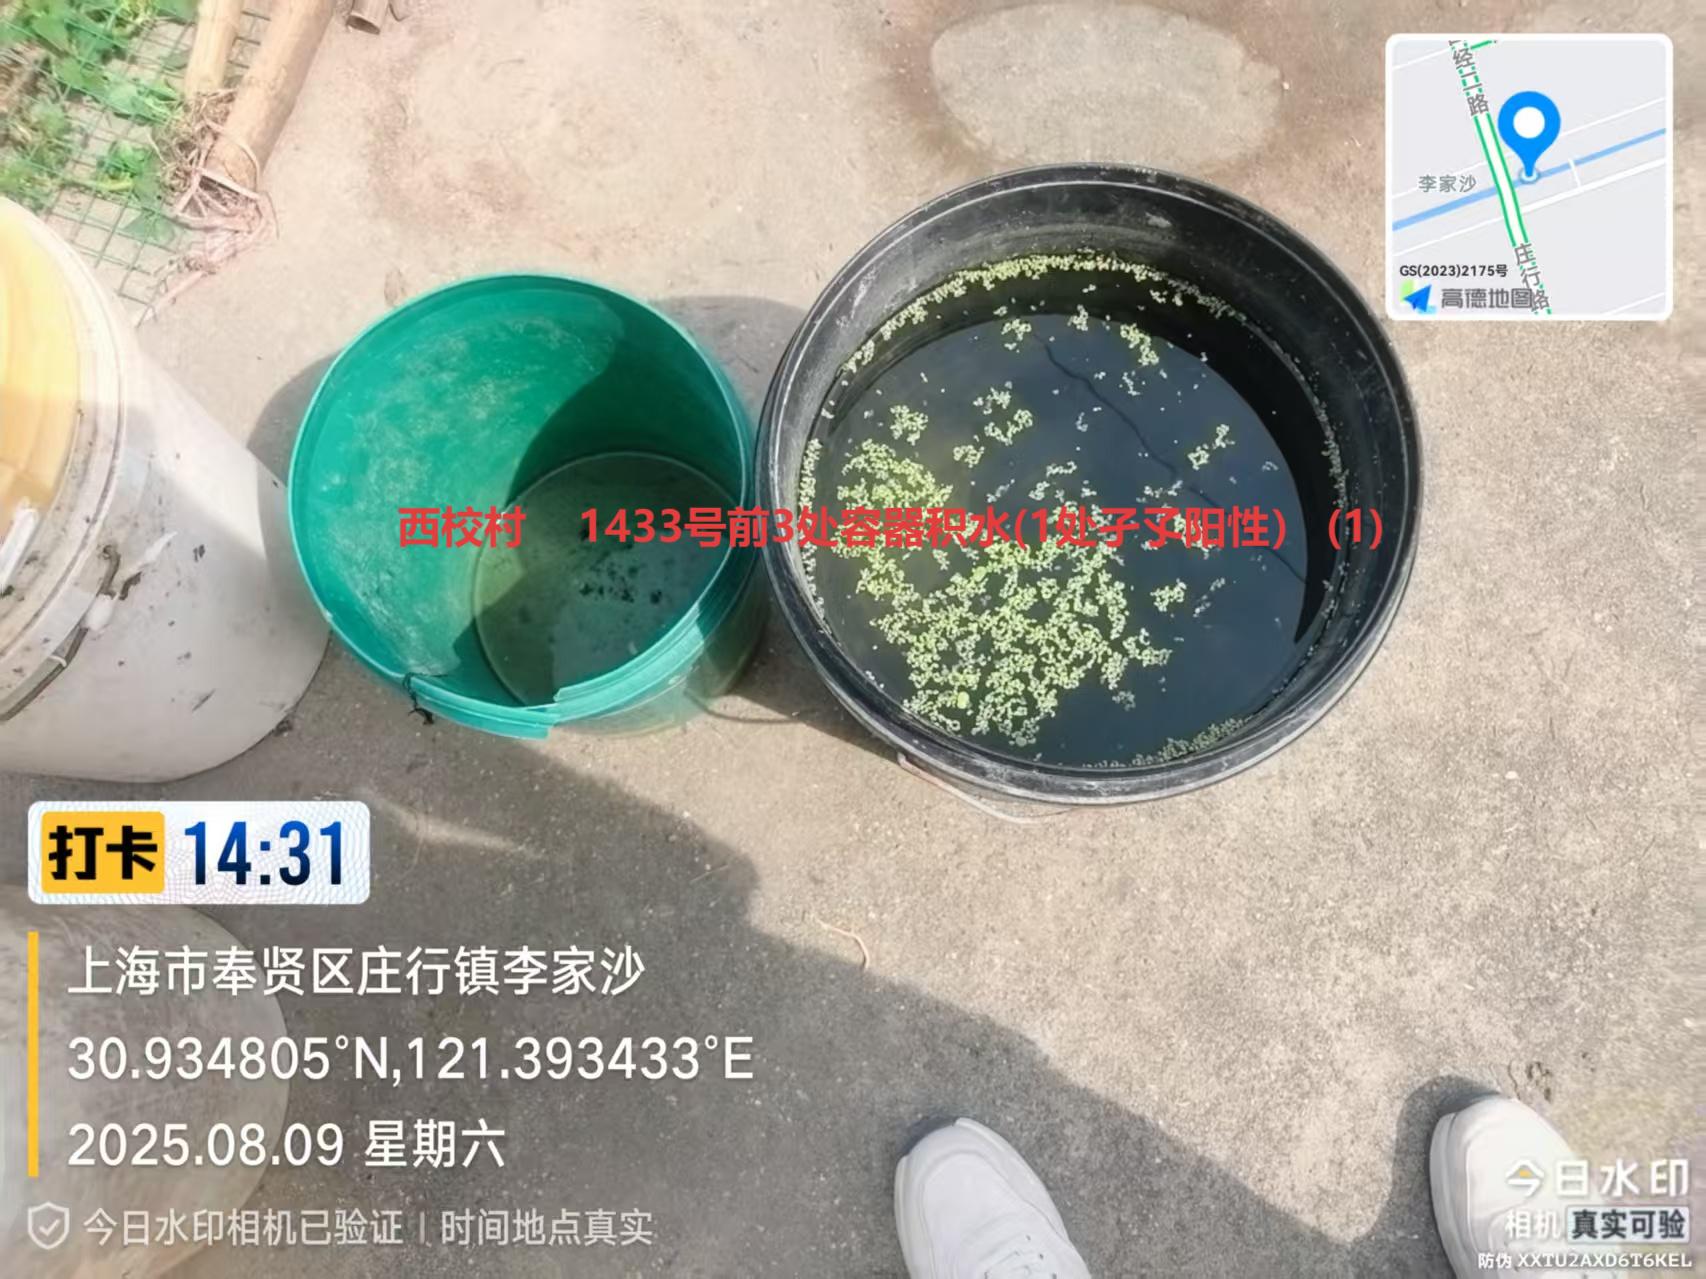 经一路
李家沙
庄行路
GS(2023)2175号
高德地图
西校村 1433号前3处容器积水(1处孑孓阳性) (1)
打卡 14:31
上海市奉贤区庄行镇李家沙
30.934805°N,121.393433°E
2025.08.09 星期六
今日水印相机已验证 | 时间地点真实
今日水印
相机 真实可验
防伪 XXTU2AXD6T6KEL